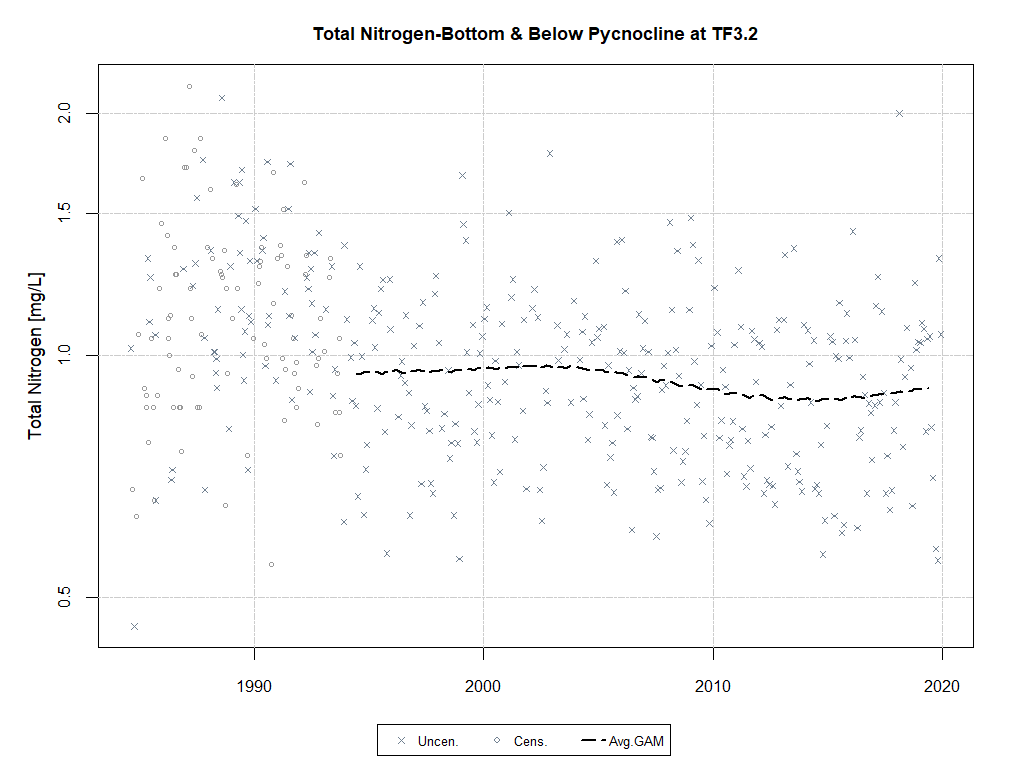 Total Nitrogen-Bottom & Below Pycnocline at TF3.2
Total Nitrogen [mg/L]
2.0
1.5
1.0
0.5
1990 2000 2010 2020
Uncen. Cens. Avg.GAM